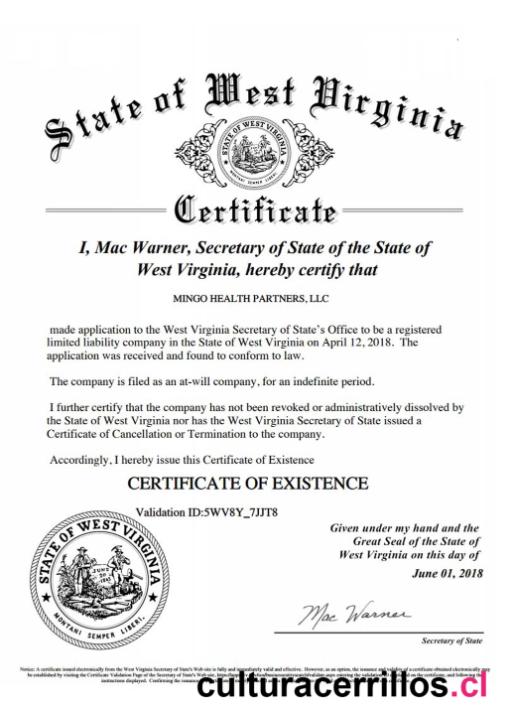 State of West Virginia
STATE OF WEST VIRGINIA
MONTANI SEMPER LIBERI
Certificate
I, Mac Warner, Secretary of State of the State of
West Virginia, hereby certify that
MINGO HEALTH PARTNERS, LLC
made application to the West Virginia Secretary of State's Office to be a registered
limited liability company in the State of West Virginia on April 12, 2018. The
application was received and found to conform to law.
The company is filed as an at-will company, for an indefinite period.
I further certify that the company has not been revoked or administratively dissolved by
the State of West Virginia nor has the West Virginia Secretary of State issued a
Certificate of Cancellation or Termination to the company.
Accordingly, I hereby issue this Certificate of Existence
CERTIFICATE OF EXISTENCE
Validation ID:5WV8Y_7JJT8
STATE OF WEST VIRGINIA
JUNE
20
1863
MONTANI SEMPER LIBERI
Given under my hand and the
Great Seal of the State of
West Virginia on this day of
June 01, 2018
Mac Warner
Secretary of State
Notice: A certificate issued electronically from the West Virginia Secretary of State's Web site is fully and immediately valid and effective. However, as an option, the issuance and validity of a certificate obtained electronically may
be established by visiting the Certificate Validation Page of the Secretary of State's Web site,
instructions displayed. Confirming the issuance
culturacerrillos.cl